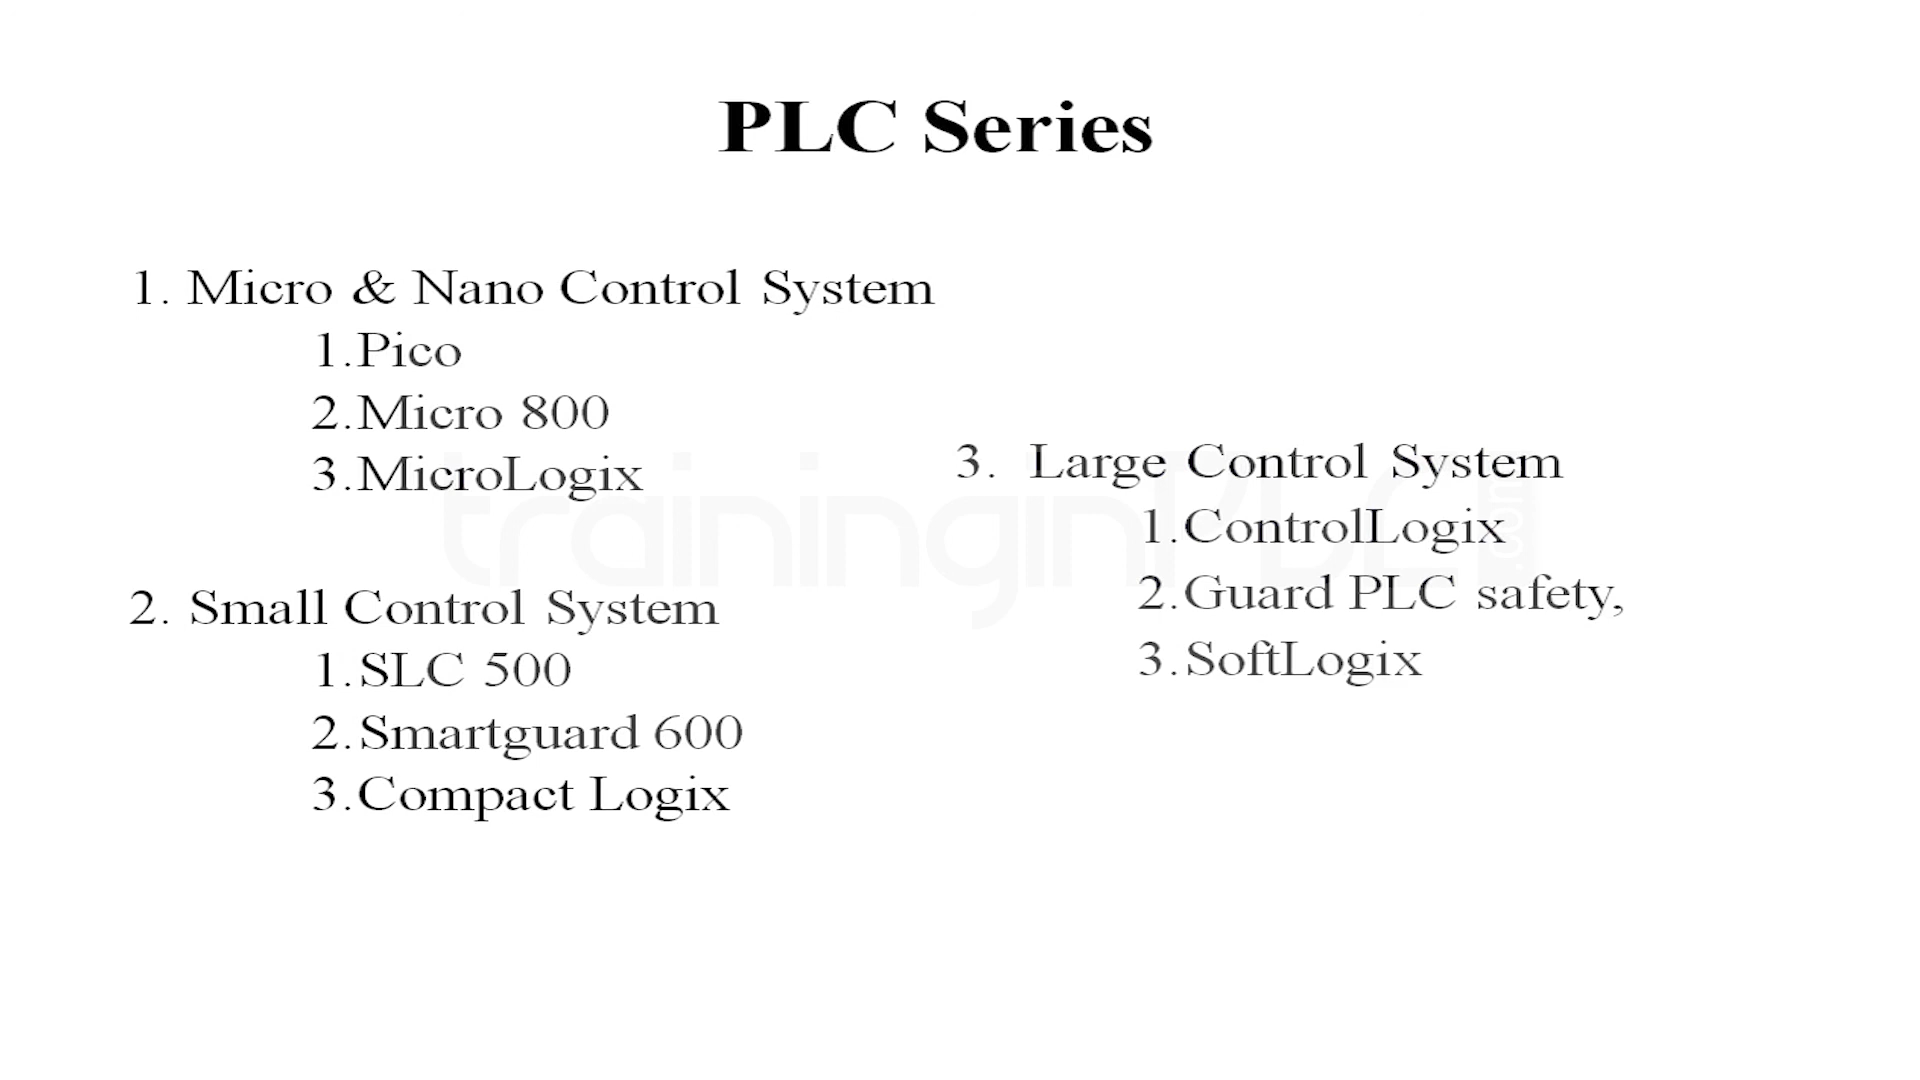 PLC Series
1. Micro & Nano Control System
1.Pico
2.Micro 800
3.MicroLogix
2. Small Control System
1.SLC 500
2.Smartguard 600
3.Compact Logix
3. Large Control System
1.ControlLogix
2.Guard PLC safety,
3.SoftLogix
traininginPLC.com